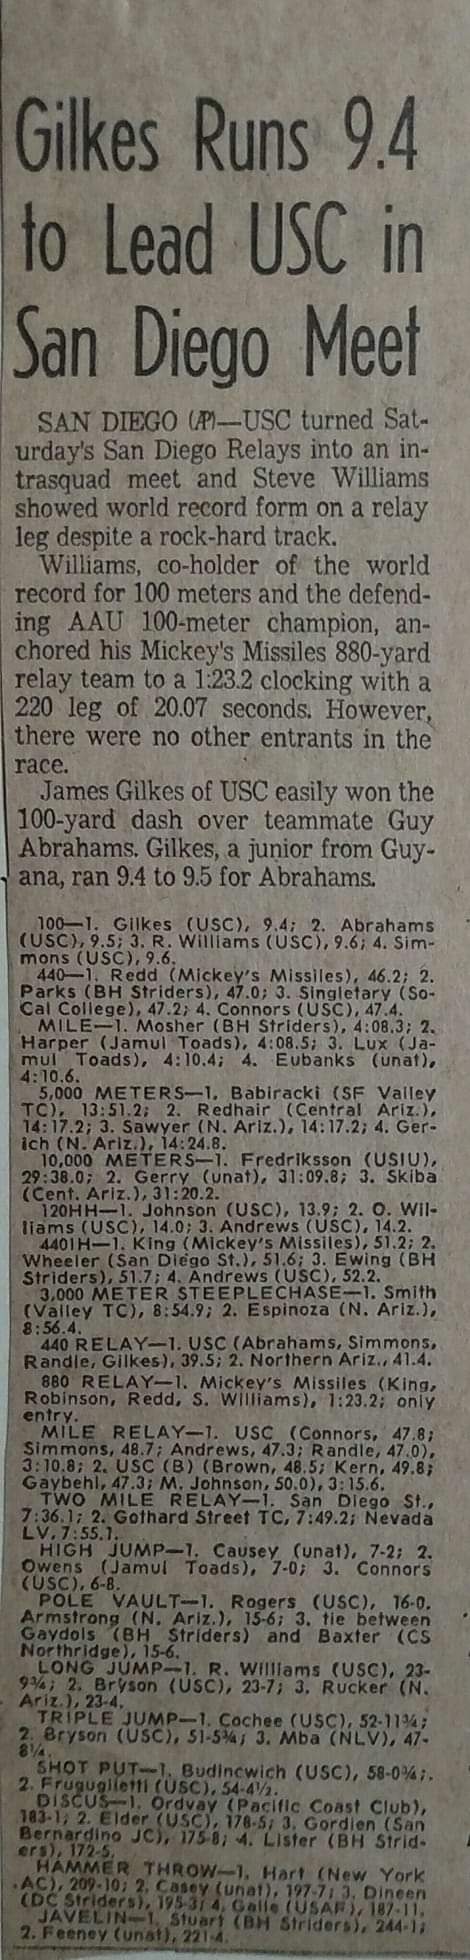 Gilkes Runs 9.4
to Lead USC in
San Diego Meet
SAN DIEGO (AP)—USC turned Sat-
urday's San Diego Relays into an in-
trasquad meet and Steve Williams
showed world record form on a relay
leg despite a rock-hard track.
Williams, co-holder of the world
record for 100 meters and the defend-
ing AAU 100-meter champion, an-
chored his Mickey's Missiles 880-yard
relay team to a 1:23.2 clocking with a
220 leg of 20.07 seconds. However,
there were no other entrants in the
race.
James Gilkes of USC easily won the
100-yard dash over teammate Guy
Abrahams. Gilkes, a junior from Guy-
ana, ran 9.4 to 9.5 for Abrahams.
100—1. Gilkes (USC), 9.4; 2. Abrahams
(USC), 9.5; 3. R. Williams (USC), 9.6; 4. Sim-
mons (USC), 9.6.
440—1. Redd (Mickey's Missiles), 46.2; 2.
Parks (BH Striders), 47.0; 3. Singletary (So-
Cal College), 47.2; 4. Connors (USC), 47.4.
MILE—1. Mosher (BH Striders), 4:08.3; 2.
Harper (Jamul Toads), 4:08.5; 3. Lux (Ja-
mul Toads), 4:10.4; 4. Eubanks (unat),
4:10.6.
5,000 METERS—1. Babiracki (SF Valley
TC), 13:51.2; 2. Redhair (Central Ariz.),
14:17.2; 3. Sawyer (N. Ariz.), 14:17.2; 4. Ger-
ich (N. Ariz.), 14:24.8.
10,000 METERS—1. Fredriksson (USIU),
29:38.0; 2. Gerry (unat), 31:09.8; 3. Skiba
(Cent. Ariz.), 31:20.2.
120HH—1. Johnson (USC), 13.9; 2. O. Wil-
liams (USC), 14.0; 3. Andrews (USC), 14.2.
440IH—1. King (Mickey's Missiles), 51.2; 2.
Wheeler (San Diego St.), 51.6; 3. Ewing (BH
Striders), 51.7; 4. Andrews (USC), 52.2.
3,000 METER STEEPLECHASE—1. Smith
(Valley TC), 8:54.9; 2. Espinoza (N. Ariz.),
8:56.4.
440 RELAY—1. USC (Abrahams, Simmons,
Randle, Gilkes), 39.5; 2. Northern Ariz., 41.4.
880 RELAY—1. Mickey's Missiles (King,
Robinson, Redd, S. Williams), 1:23.2; only
entry.
MILE RELAY—1. USC (Connors, 47.8;
Simmons, 48.7; Andrews, 47.3; Randle, 47.0),
3:10.8; 2. USC (B) (Brown, 48.5; Kern, 49.8;
Gaybehl, 47.3; M. Johnson, 50.0), 3:15.6.
TWO MILE RELAY—1. San Diego St.,
7:36.1; 2. Gothard Street TC, 7:49.2; Nevada
LV, 7:55.1.
HIGH JUMP—1. Causey (unat), 7-2; 2.
Owens (Jamul Toads), 7-0; 3. Connors
(USC), 6-8.
POLE VAULT—1. Rogers (USC), 16-0.
Armstrong (N. Ariz.), 15-6; 3. tie between
Gaydols (BH Striders) and Baxter (CS
Northridge), 15-6.
LONG JUMP—1. R. Williams (USC), 23-
9¾; 2. Bryson (USC), 23-7; 3. Rucker (N.
Ariz.), 23-4.
TRIPLE JUMP—1. Cochee (USC), 52-11¾;
2. Bryson (USC), 51-5¾; 3. Mba (NLV), 47-
8¼.
SHOT PUT—1. Budincwich (USC), 58-0¾;.
2. Fruguglietti (USC), 54-4½.
DISCUS—1. Ordway (Pacific Coast Club),
183-1; 2. Elder (USC), 178-5; 3. Gordien (San
Bernardino JC), 175-8; 4. Lister (BH Strid-
ers), 172-5.
HAMMER THROW—1. Hart (New York
AC), 209-10; 2. Casey (unat), 197-7; 3. Dineen
(DC Striders), 195-3; 4. Galle (USAF), 187-11.
JAVELIN—1. Stuart (BH Striders), 244-1;
2. Feeney (unat), 221-4.